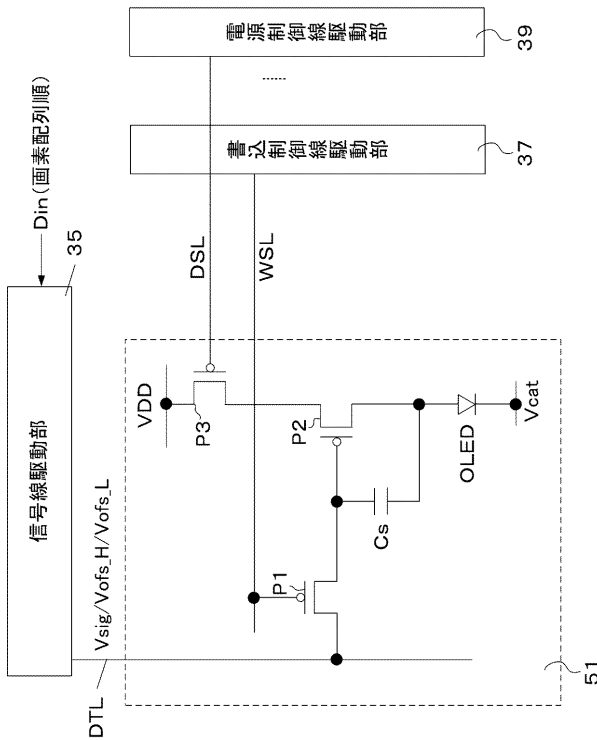 Din(画素配列順)
35
信号線駆動部
Vsig/Vofs_H/Vofs_L
DTL
電源制御線駆動部
39
書込制御線駆動部
37
DSL
WSL
VDD
P3
P2
P1
Cs
OLED
Vcat
51